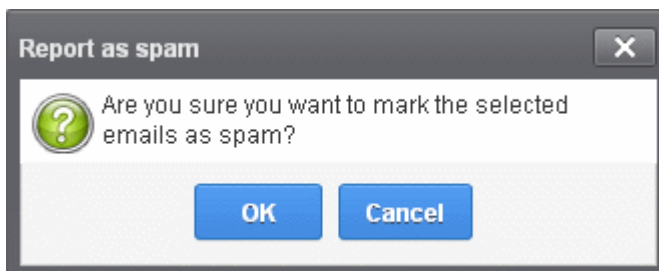 Report as spam
Are you sure you want to mark the selected
emails as spam?
OK
Cancel